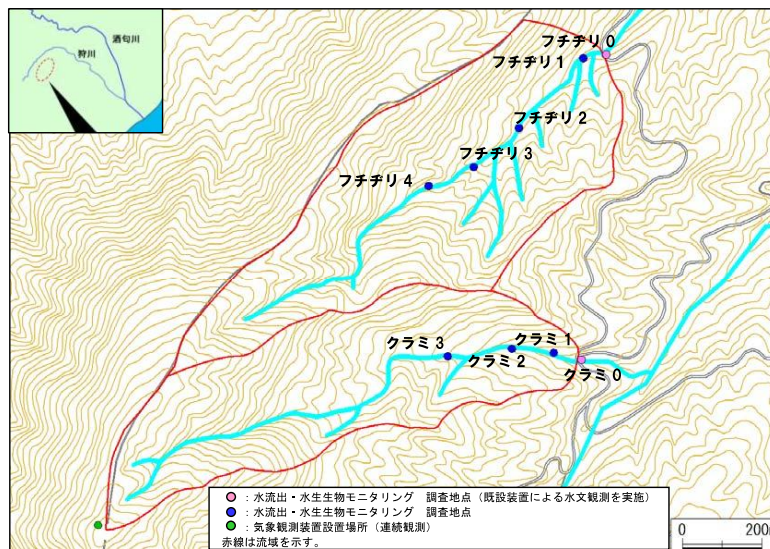 酒匂川
狩川
フチヂリ 0
フチヂリ 1
フチヂリ 2
フチヂリ 3
フチヂリ 4
クラミ 3
クラミ 1
クラミ 2
クラミ 0
：水流出・水生生物モニタリング 調査地点（既設装置による水文観測を実施）
：水流出・水生生物モニタリング 調査地点
：気象観測装置設置場所（連続観測）
赤線は流域を示す。
0 200m